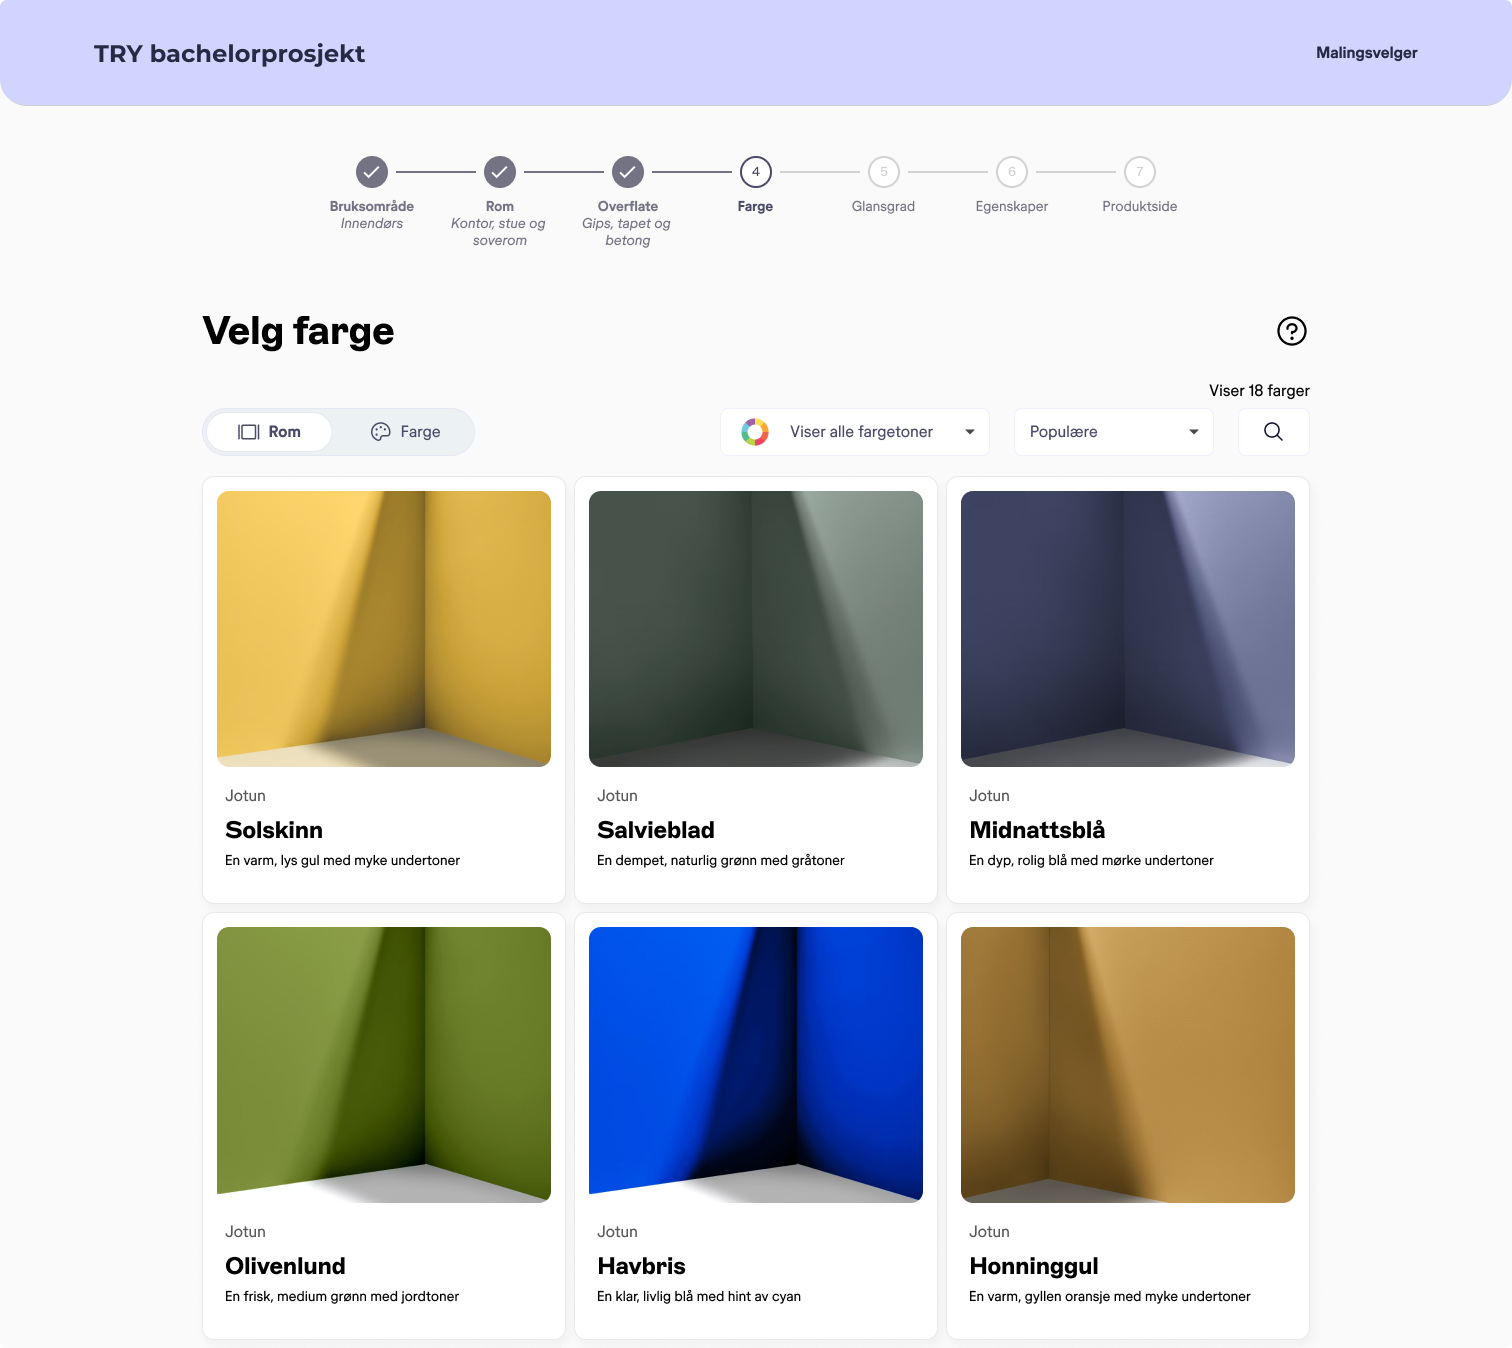 TRY bachelorprosjekt
Malingsvelger
4
5
6
7
Bruksområde
Innendørs
Rom
Kontor, stue og
soverom
Overflate
Gips, tapet og
betong
Farge
Glansgrad
Egenskaper
Produktside
Velg farge
?
Viser 18 farger
Rom
Farge
Viser alle fargetoner
Populære
Jotun
Solskinn
En varm, lys gul med myke undertoner
Jotun
Salvieblad
En dempet, naturlig grønn med gråtoner
Jotun
Midnattsblå
En dyp, rolig blå med mørke undertoner
Jotun
Olivenlund
En frisk, medium grønn med jordtoner
Jotun
Havbris
En klar, livlig blå med hint av cyan
Jotun
Honninggul
En varm, gyllen oransje med myke undertoner